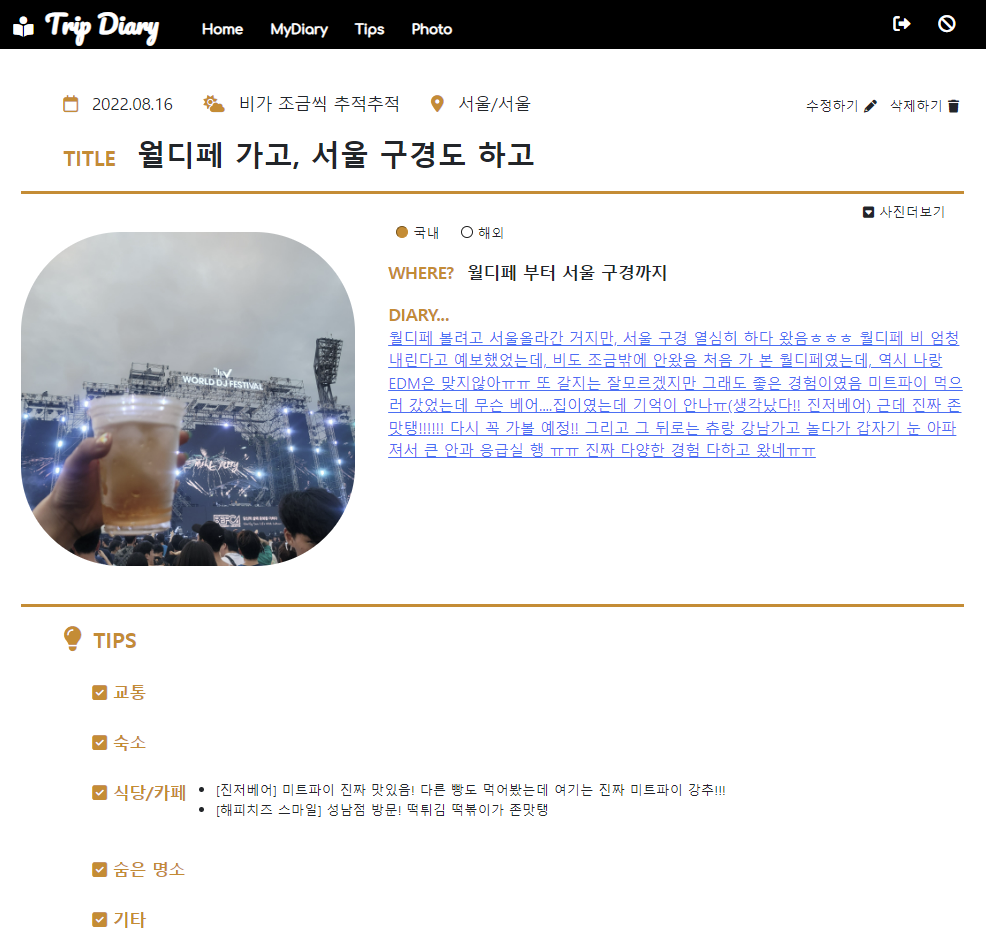 Trip Diary
Home MyDiary Tips Photo
2022.08.16 비가 조금씩 추적추적 서울/서울 수정하기 삭제하기
TITLE 월디페 가고, 서울 구경도 하고
사진더보기
국내 해외
WHERE? 월디페 부터 서울 구경까지
DIARY...
월디페 볼려고 서울올라간 거지만, 서울 구경 열심히 하다 왔음ㅎㅎㅎ 월디페 비 엄청
내린다고 예보했었는데, 비도 조금밖에 안왔음 처음 가 본 월디페였는데, 역시 나랑
EDM은 맞지않아ㅠㅠ 또 갈지는 잘모르겠지만 그래도 좋은 경험이였음 미트파이 먹으
러 갔었는데 무슨 베어....집이였는데 기억이 안나ㅠ(생각났다!! 진저베어) 근데 진짜 존
맛탱!!!!!! 다시 꼭 가볼 예정!! 그리고 그 뒤로는 츄랑 강남가고 놀다가 갑자기 눈 아파
져서 큰 안과 응급실 행 ㅠㅠ 진짜 다양한 경험 다하고 왔네ㅠㅠ
WORLD DJ FESTIVAL
TIPS
교통
숙소
식당/카페
[진저베어] 미트파이 진짜 맛있음! 다른 빵도 먹어봤는데 여기는 진짜 미트파이 강추!!!
[해피치즈 스마일] 성남점 방문! 떡튀김 떡볶이가 존맛탱
숨은 명소
기타